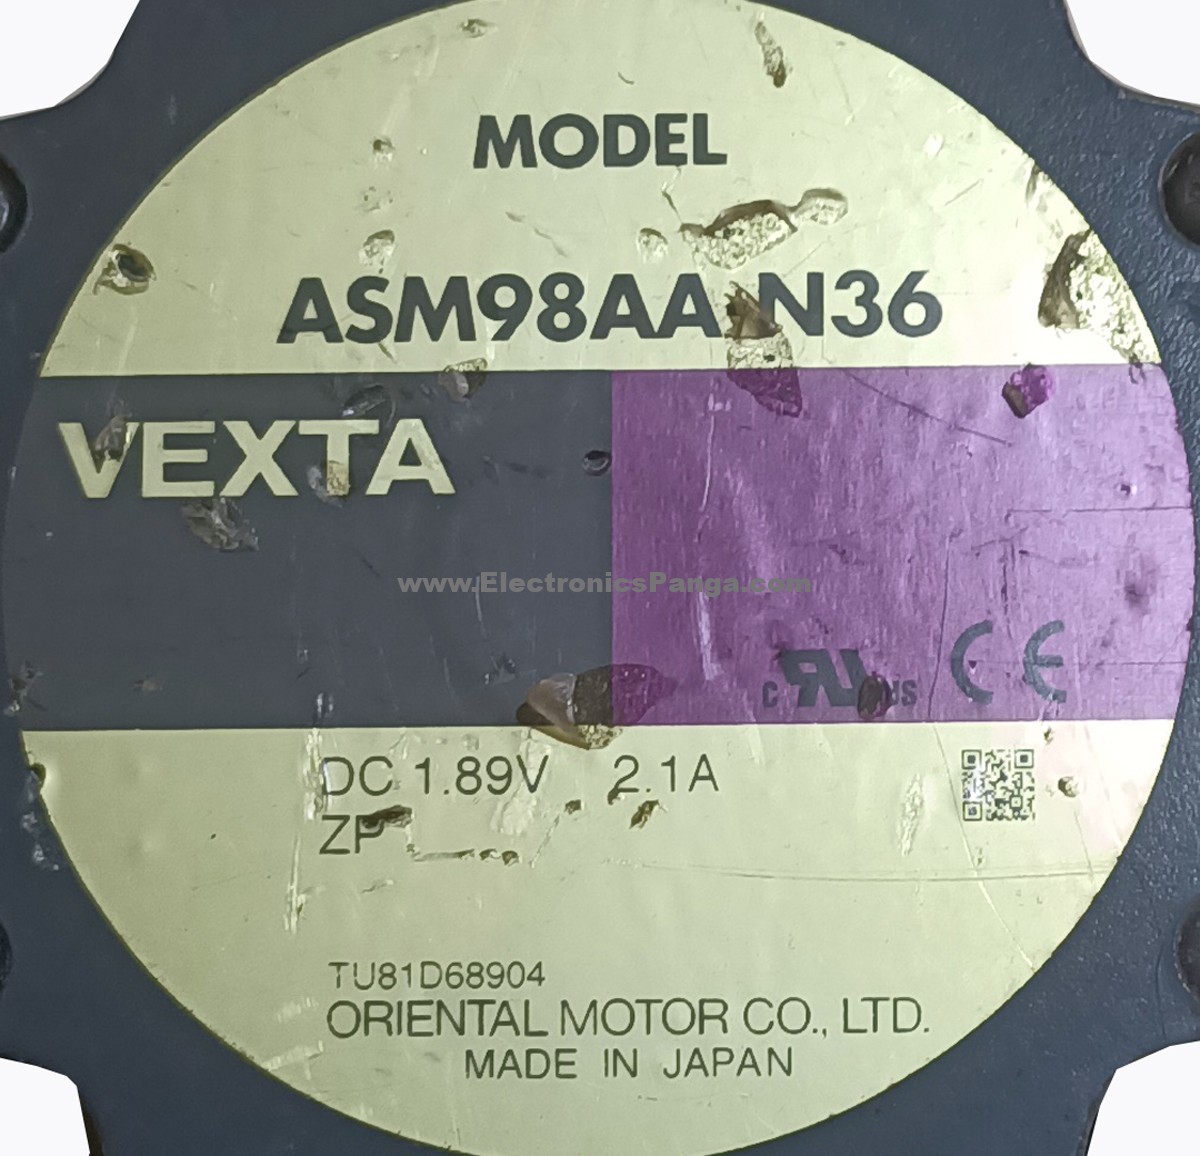 MODEL
ASM98AA N36
VEXTA
www.ElectronicsPanga.com
c RU US CE
DC 1.89V 2.1A
TU81D68904
ORIENTAL MOTOR CO., LTD.
MADE IN JAPAN